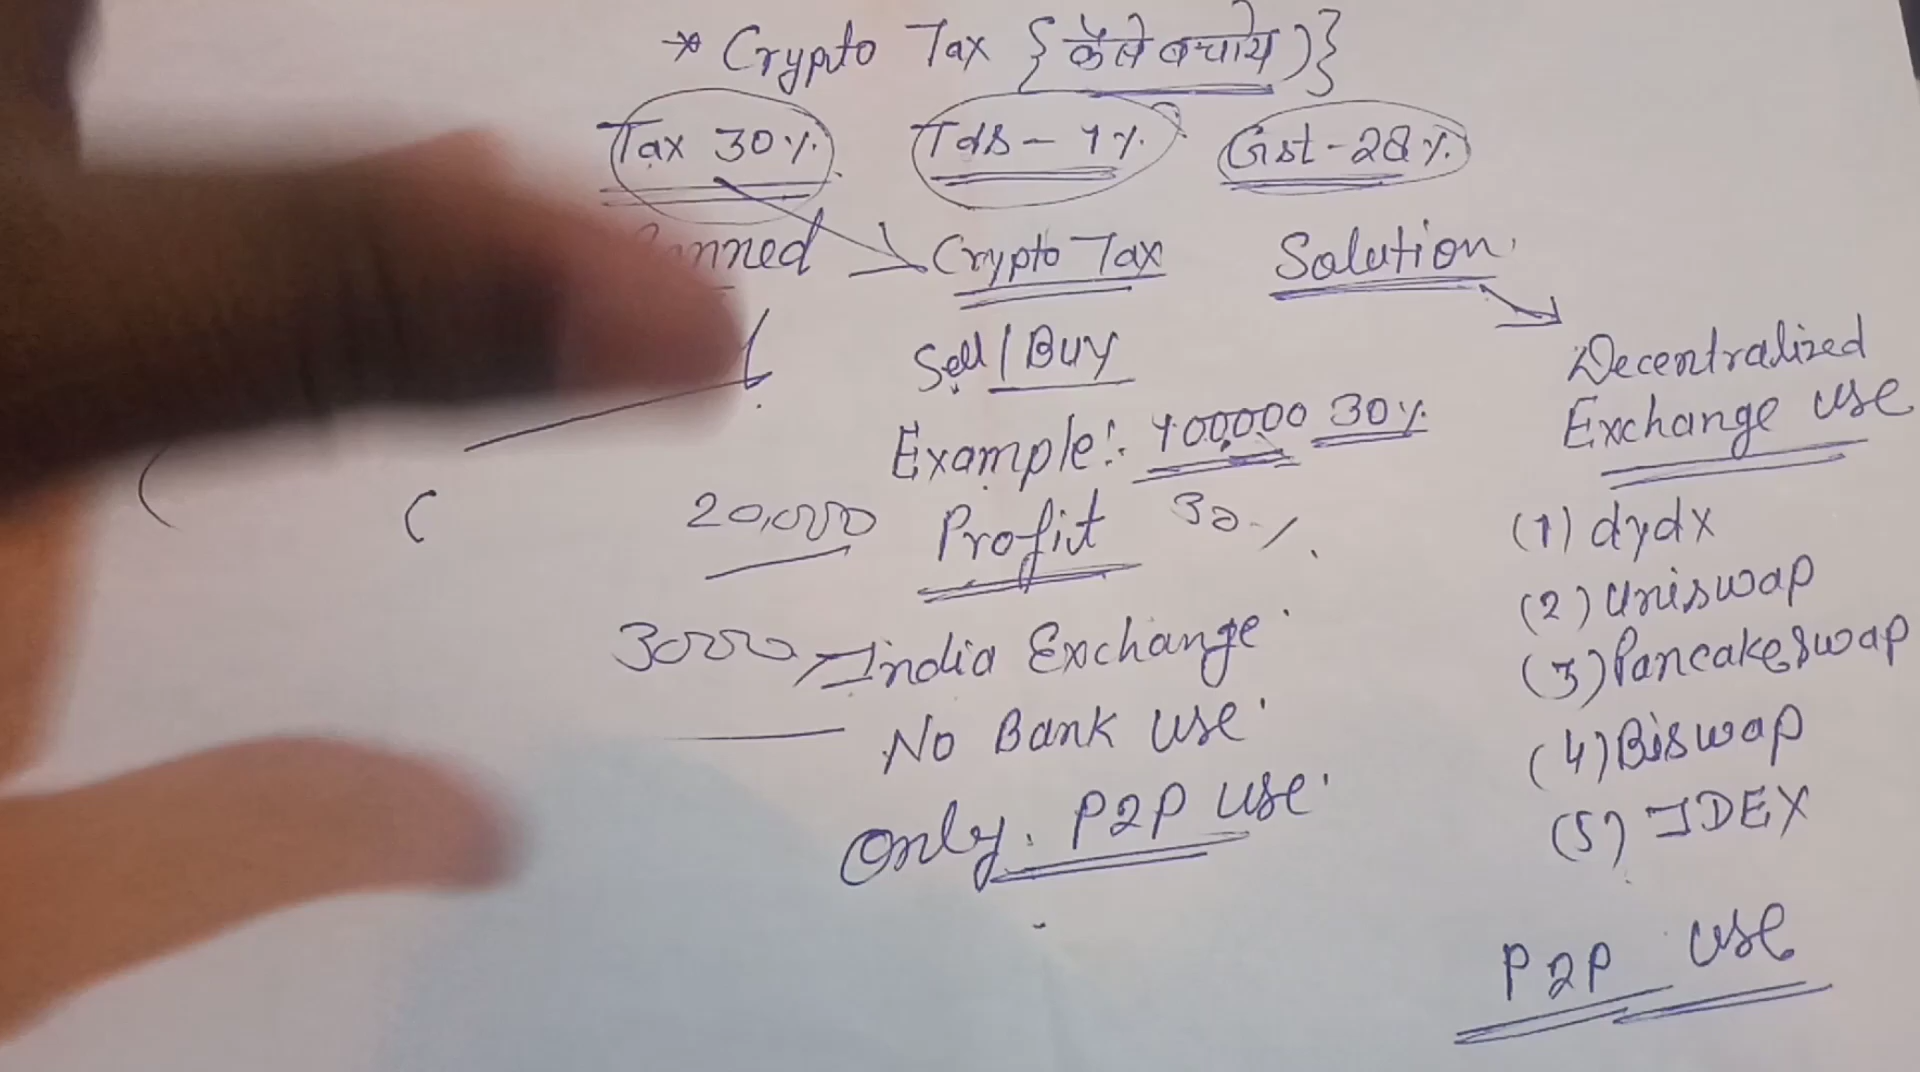 * Crypto Tax {कैसे बचाये)}
Tax 30% Tds - 1% Gst - 28%
Crypto Tax
Sell / Buy
Example:- 100,000 30%
20,000 Profit 30%
3000 India Exchange
No Bank use
Only. P2P use
Solution
Decentralized
Exchange use
(1) dydx
(2) Uniswap
(3) Pancakeswap
(4) Biswap
(5) IDEX
P2P use